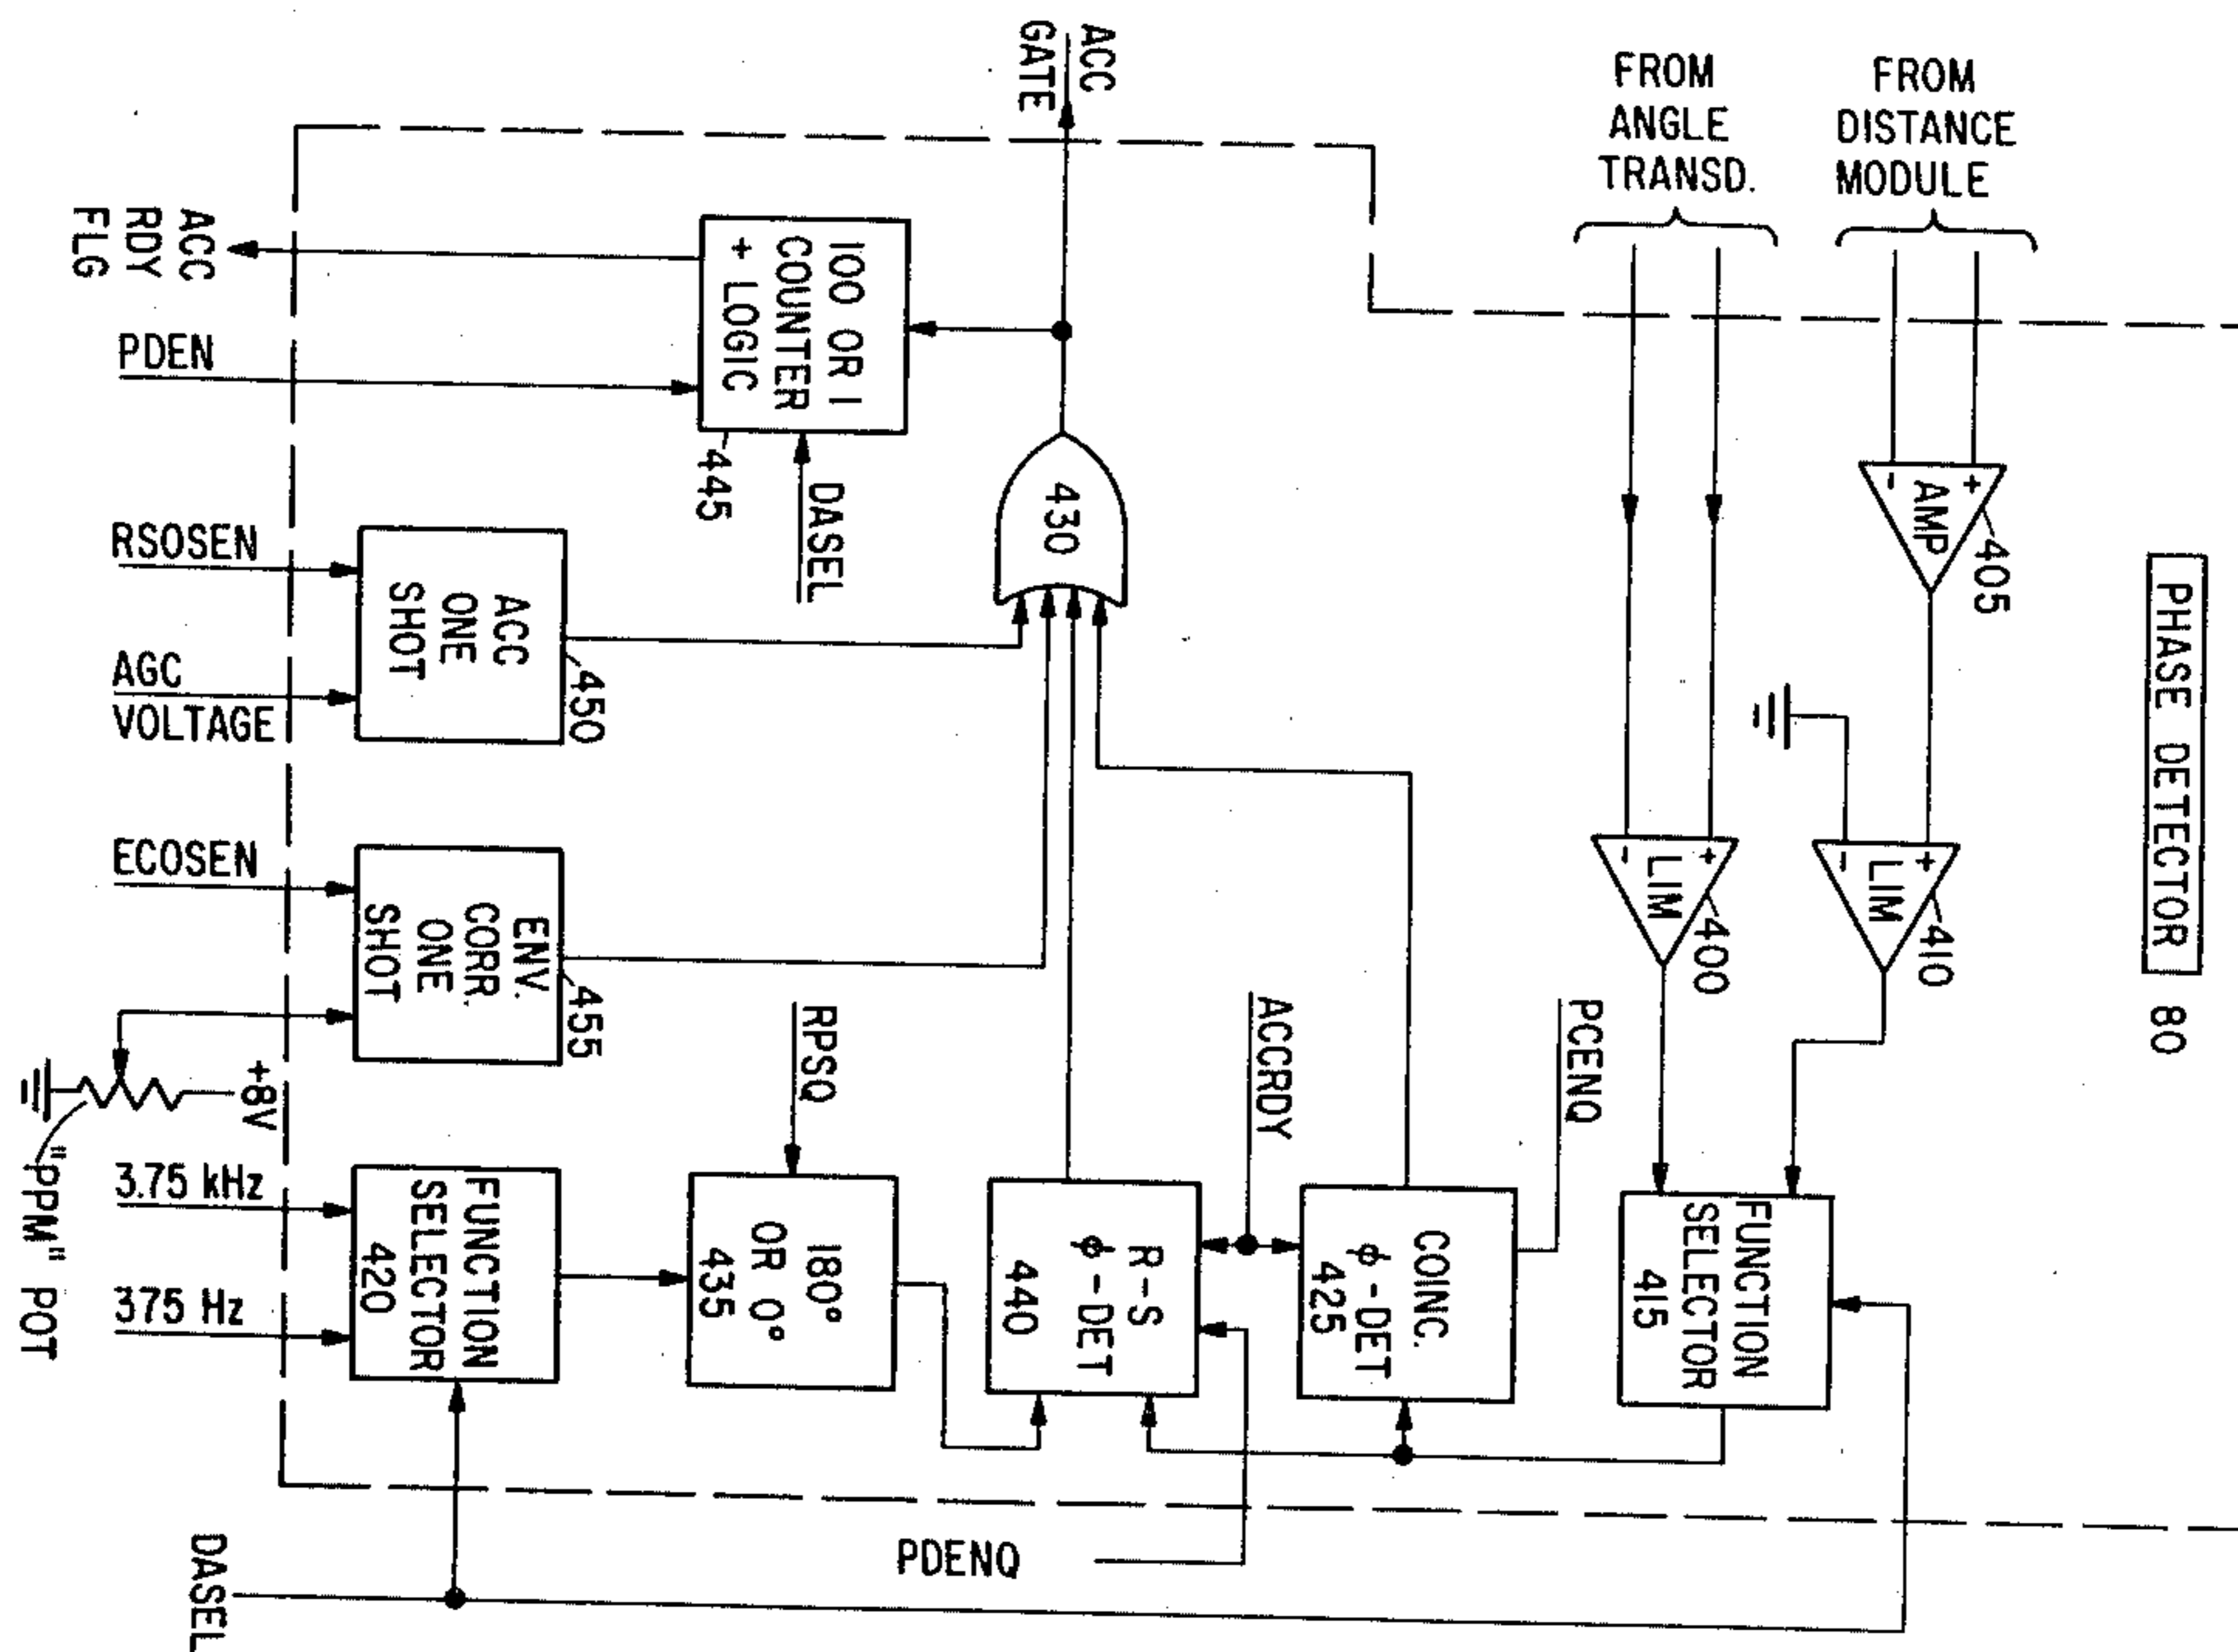 ACC
GATE
FROM
ANGLE
TRANSD.
FROM
DISTANCE
MODULE
ACC
RDY
FLG
PDEN
100 OR 1
COUNTER
+ LOGIC
445
DASEL
430
+
-
AMP
405
PHASE DETECTOR
80
RSOSEN
AGC
VOLTAGE
ACC
ONE
SHOT
450
ECOSEN
ENV.
CORR.
ONE
SHOT
455
+
-
LIM
400
+
-
LIM
410
+8V
"PPM" POT
3.75 kHz
375 Hz
FUNCTION
SELECTOR
420
RPSQ
180°
OR 0°
435
ACCRDY
R-S
ϕ-DET
440
PCENQ
COINC.
ϕ-DET
425
FUNCTION
SELECTOR
415
PDENQ
DASEL